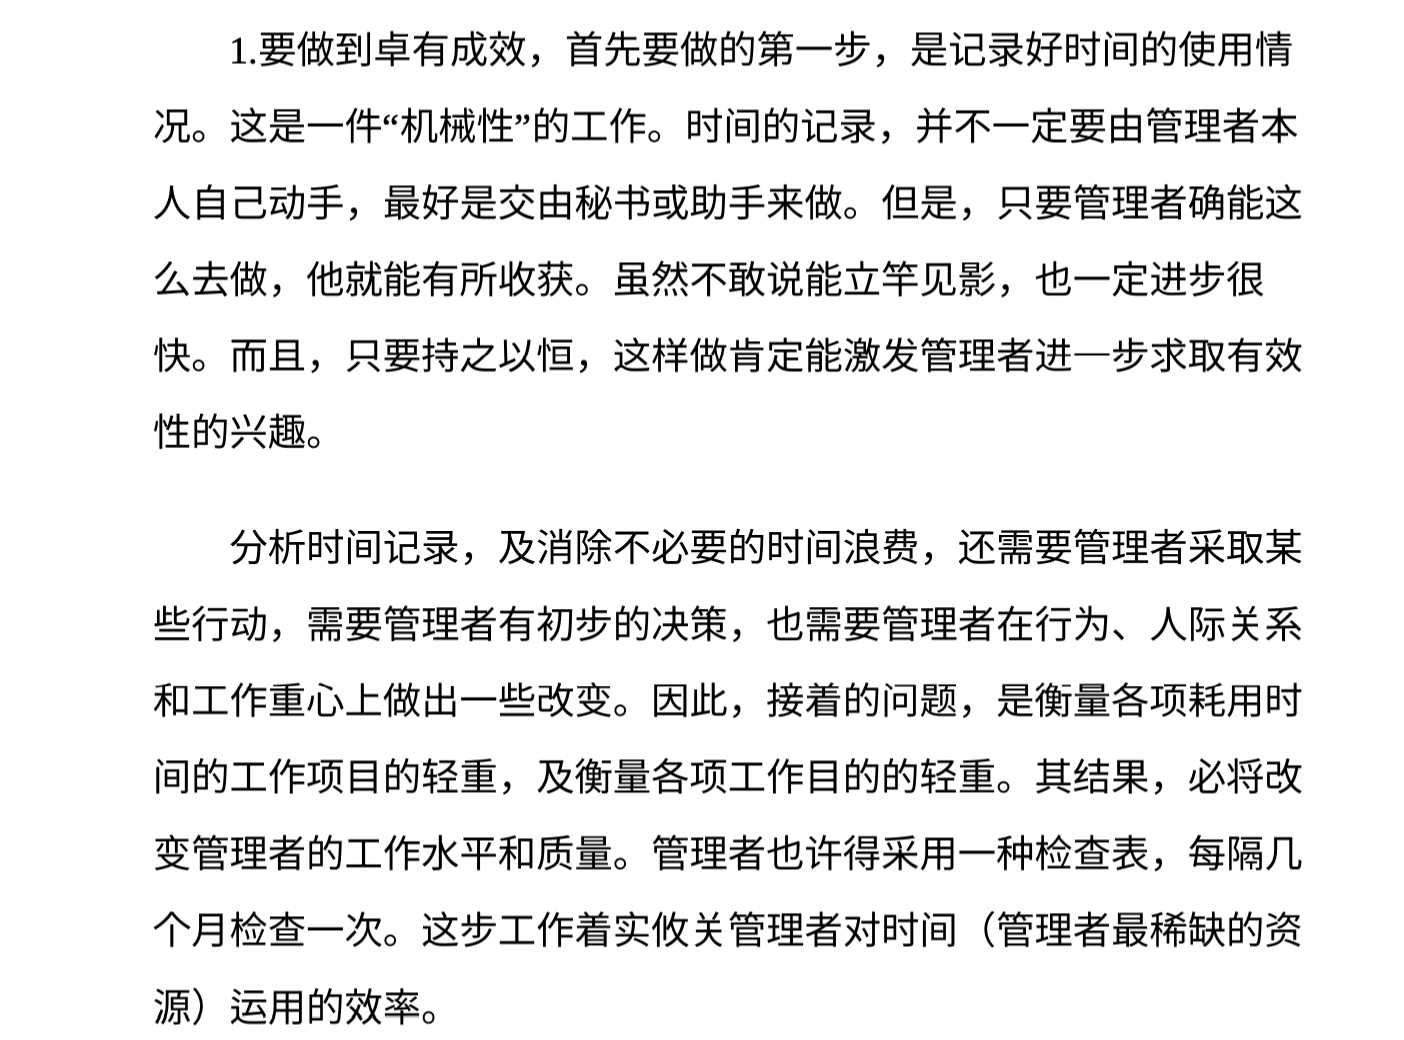 1.要做到卓有成效，首先要做的第一步，是记录好时间的使用情
况。这是一件“机械性”的工作。时间的记录，并不一定要由管理者本
人自己动手，最好是交由秘书或助手来做。但是，只要管理者确能这
么去做，他就能有所收获。虽然不敢说能立竿见影，也一定进步很
快。而且，只要持之以恒，这样做肯定能激发管理者进一步求取有效
性的兴趣。
分析时间记录，及消除不必要的时间浪费，还需要管理者采取某
些行动，需要管理者有初步的决策，也需要管理者在行为、人际关系
和工作重心上做出一些改变。因此，接着的问题，是衡量各项耗用时
间的工作项目的轻重，及衡量各项工作目的的轻重。其结果，必将改
变管理者的工作水平和质量。管理者也许得采用一种检查表，每隔几
个月检查一次。这步工作着实攸关管理者对时间（管理者最稀缺的资
源）运用的效率。